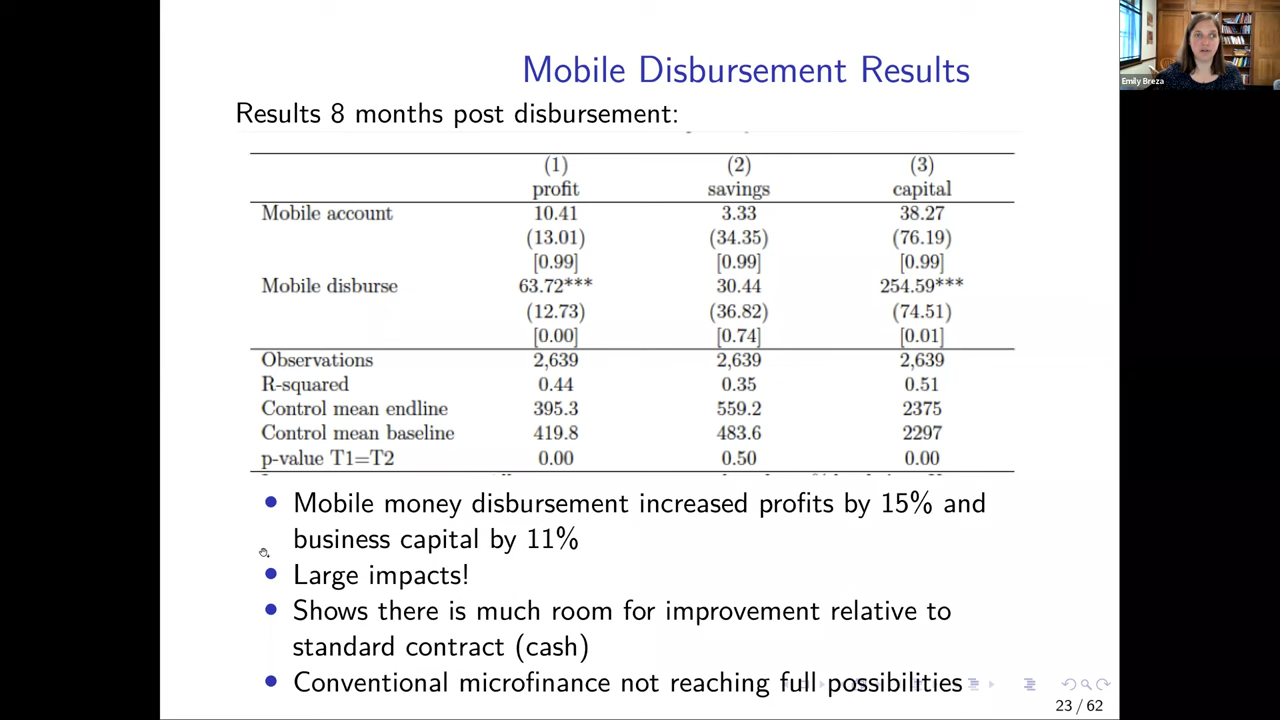 Mobile Disbursement Results
Emily Breza
Results 8 months post disbursement:
(1) (2) (3)
profit savings capital
Mobile account 10.41 3.33 38.27
(13.01) (34.35) (76.19)
[0.99] [0.99] [0.99]
Mobile disburse 63.72*** 30.44 254.59***
(12.73) (36.82) (74.51)
[0.00] [0.74] [0.01]
Observations 2,639 2,639 2,639
R-squared 0.44 0.35 0.51
Control mean endline 395.3 559.2 2375
Control mean baseline 419.8 483.6 2297
p-value T1=T2 0.00 0.50 0.00
• Mobile money disbursement increased profits by 15% and
business capital by 11%
• Large impacts!
• Shows there is much room for improvement relative to
standard contract (cash)
• Conventional microfinance not reaching full possibilities
23 / 62